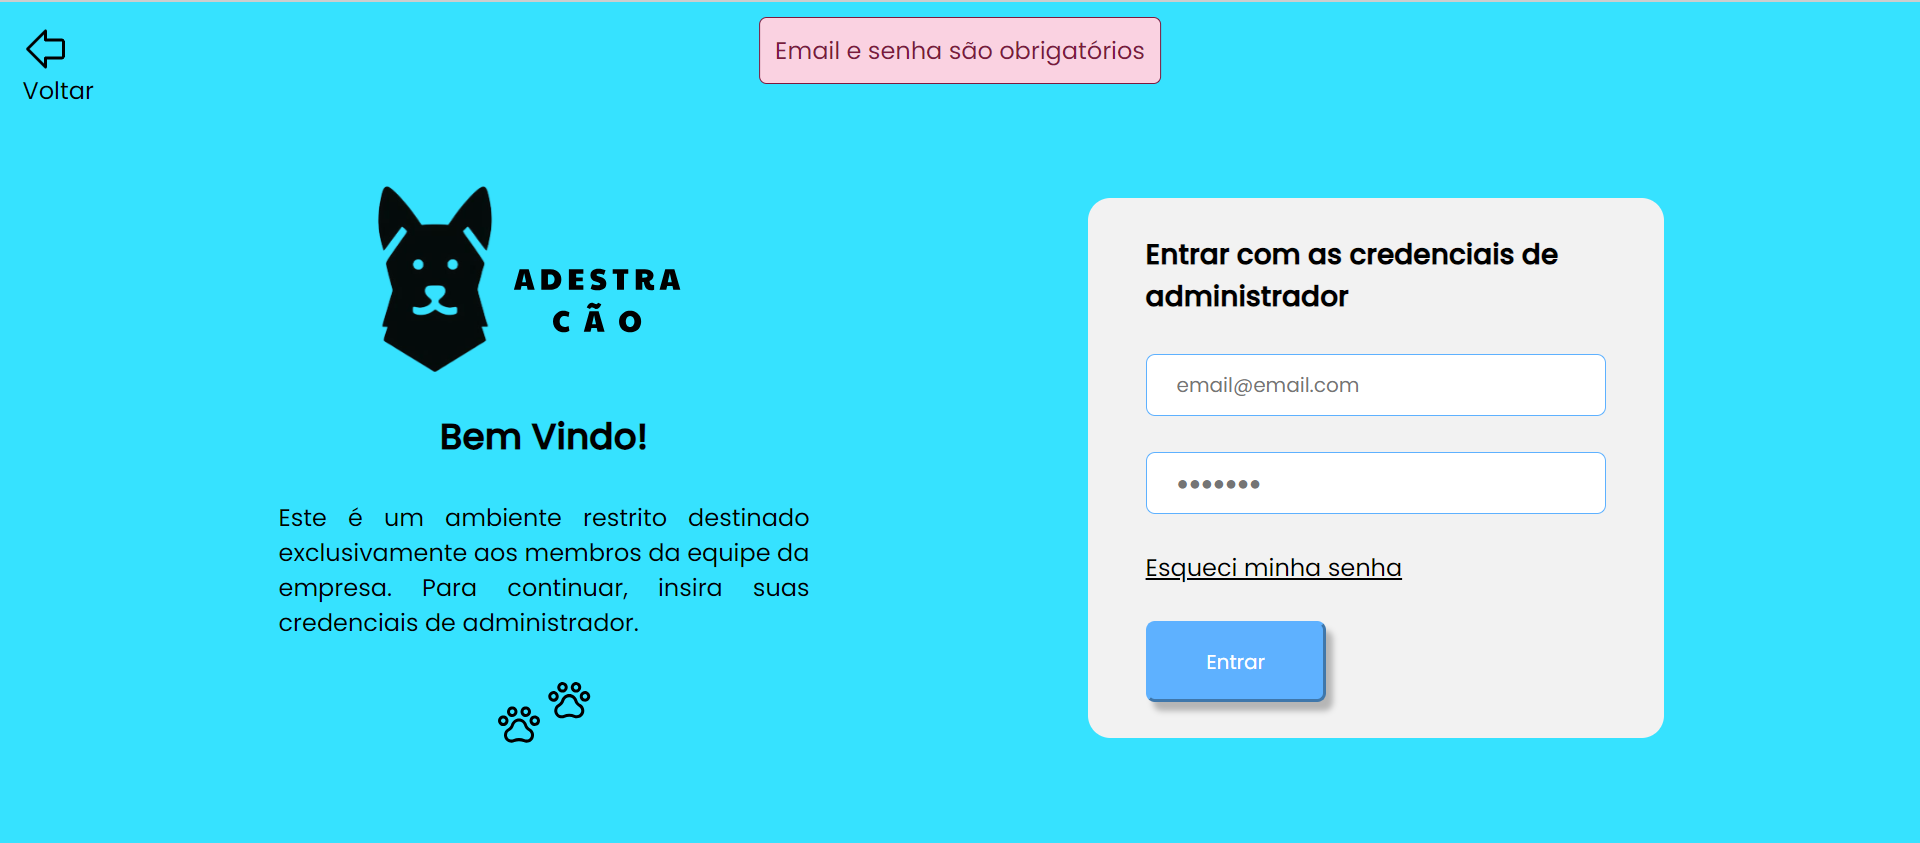 Email e senha são obrigatórios
Voltar
ADESTRA
CÃO
Bem Vindo!
Este é um ambiente restrito destinado
exclusivamente aos membros da equipe da
empresa. Para continuar, insira suas
credenciais de administrador.
Entrar com as credenciais de
administrador
email@email.com
•••••••
Esqueci minha senha
Entrar